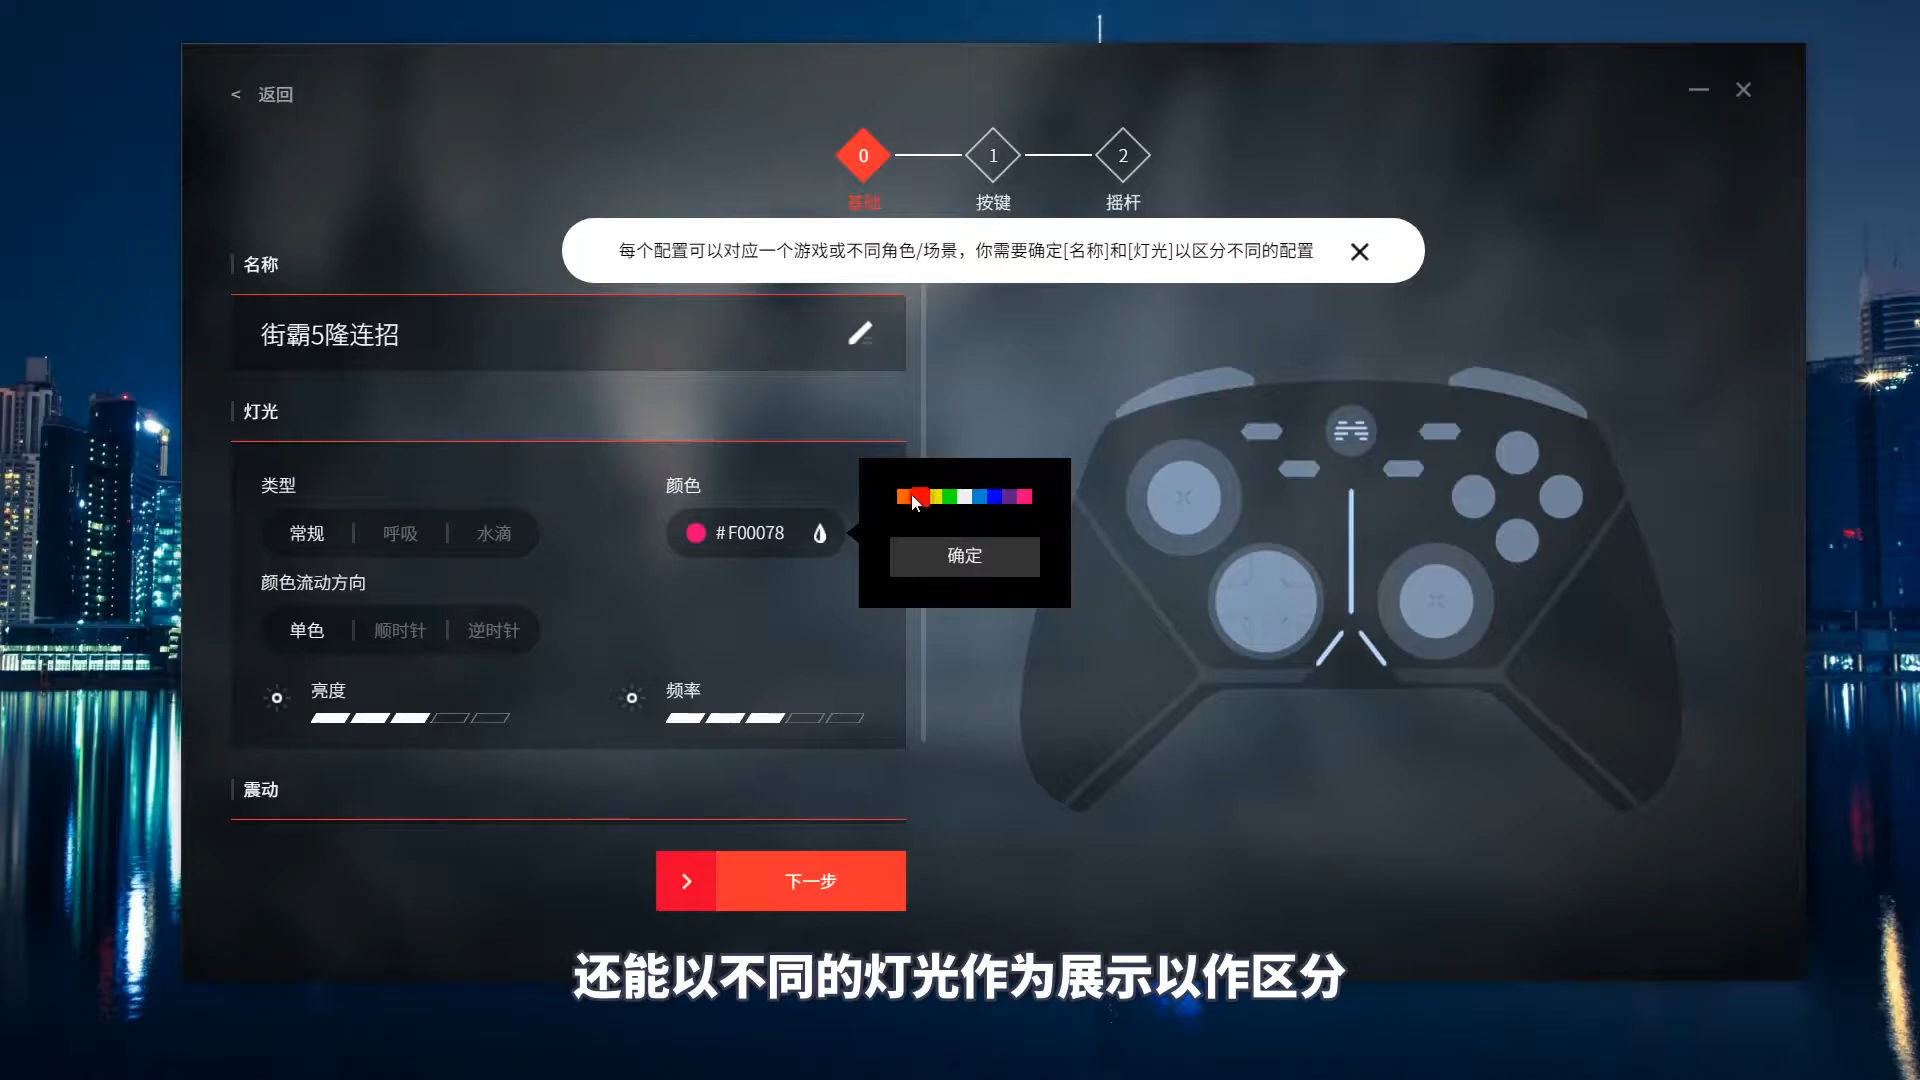 < 返回
0
1
2
基础
按键
摇杆
每个配置可以对应一个游戏或不同角色/场景，你需要确定[名称]和[灯光]以区分不同的配置
名称
街霸5隆连招
灯光
类型
颜色
常规 | 呼吸 | 水滴
#F00078
确定
颜色流动方向
单色 | 顺时针 | 逆时针
亮度
频率
震动
下一步
还能以不同的灯光作为展示以作区分